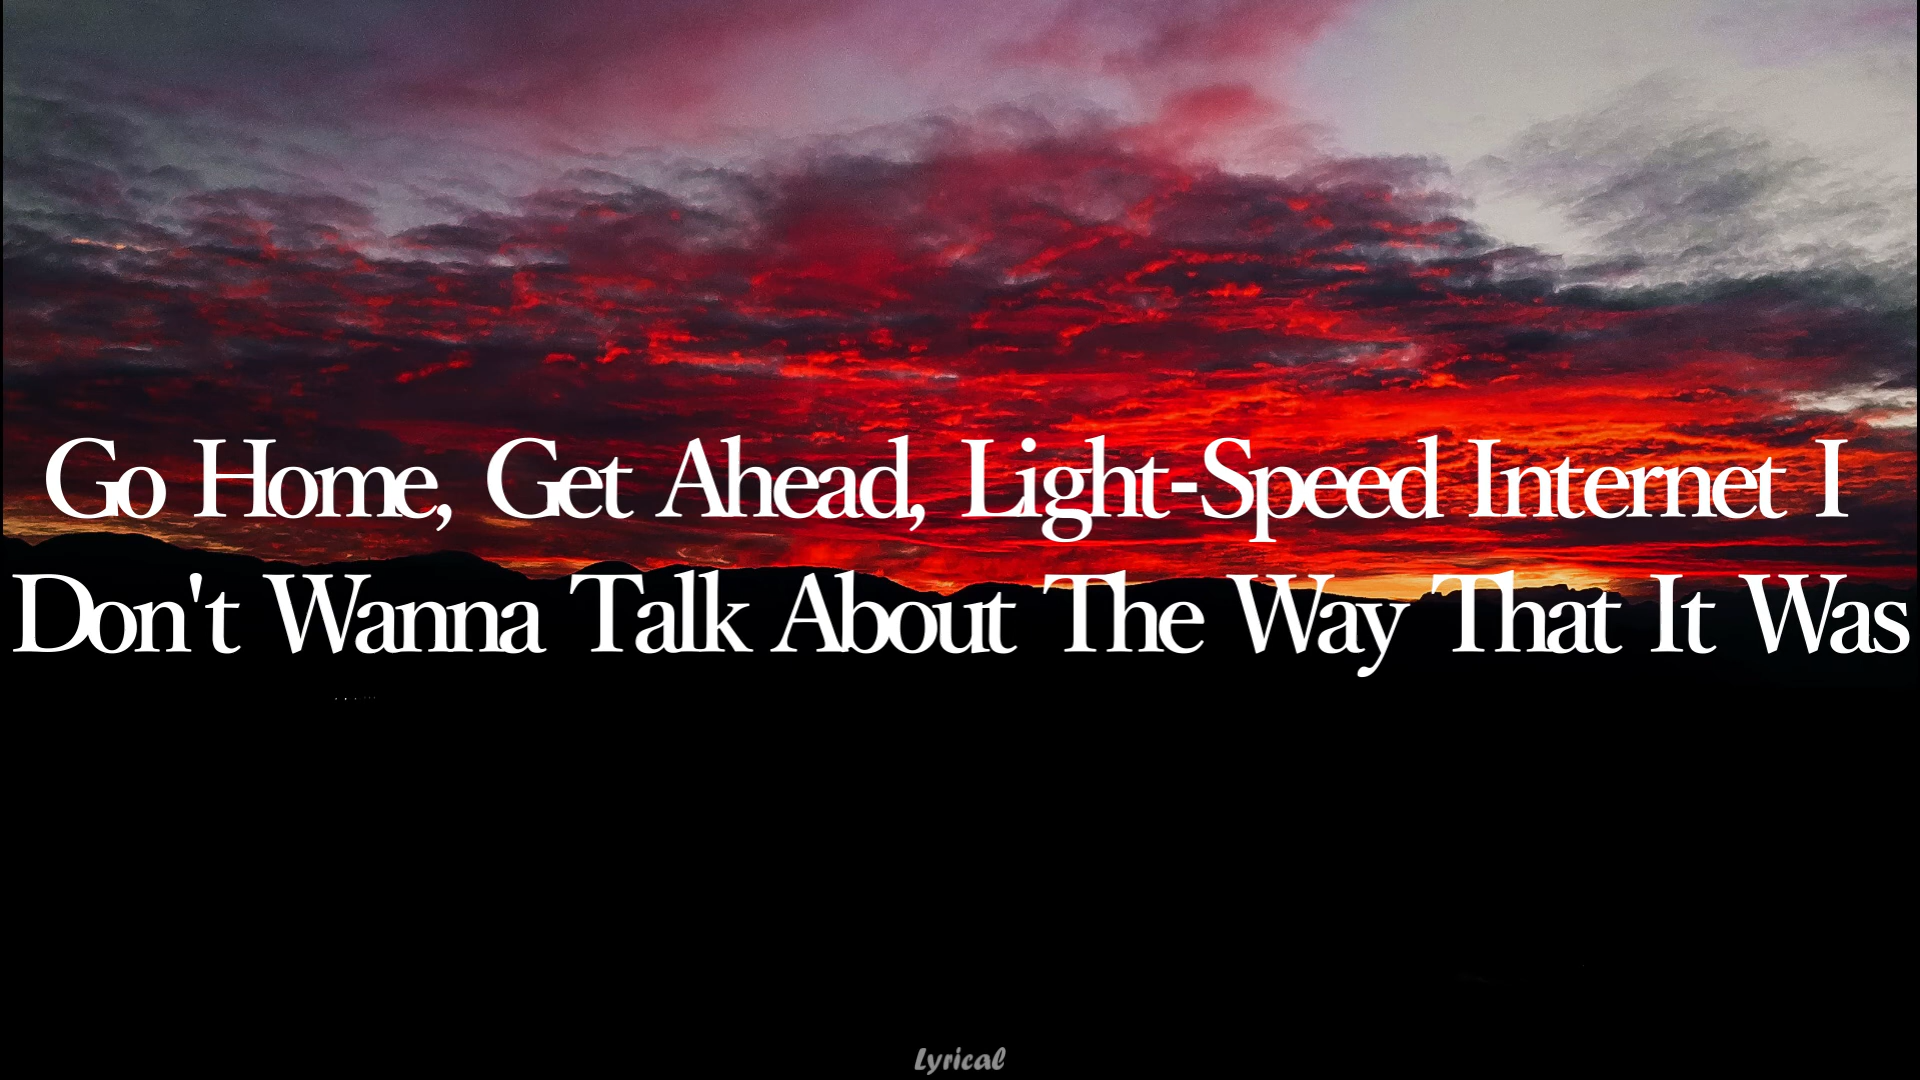 Go Home, Get Ahead, Light-Speed Internet I
Don't Wanna Talk About The Way That It Was
Lyrical